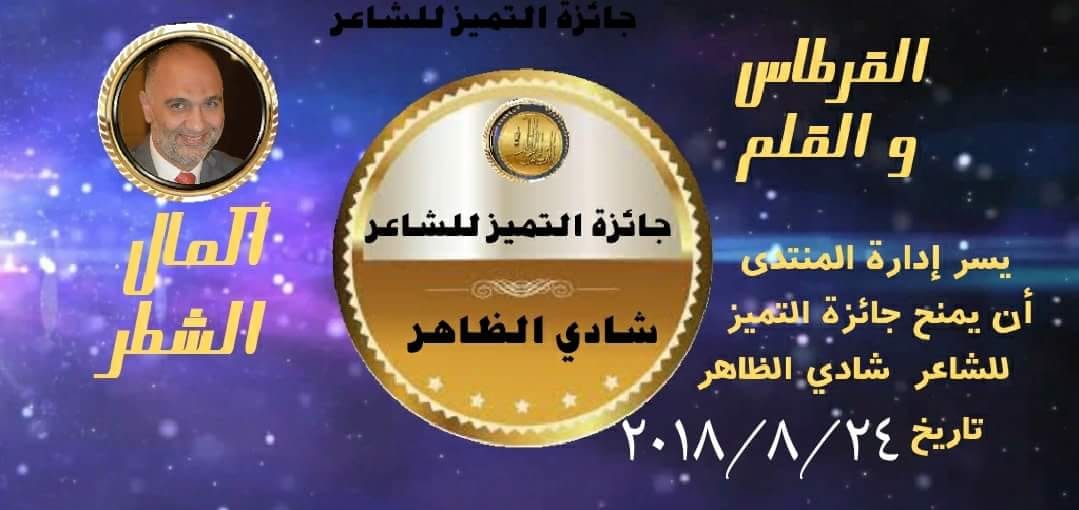 جائزة التميز للشاعر
القرطاس
و القلم
يسر إدارة المنتدى
أن يمنح جائزة التميز
للشاعر شادي الظاهر
تاريخ ٢٠١٨/٨/٢٤
جائزة التميز للشاعر
شادي الظاهر
أكمال
الشطر